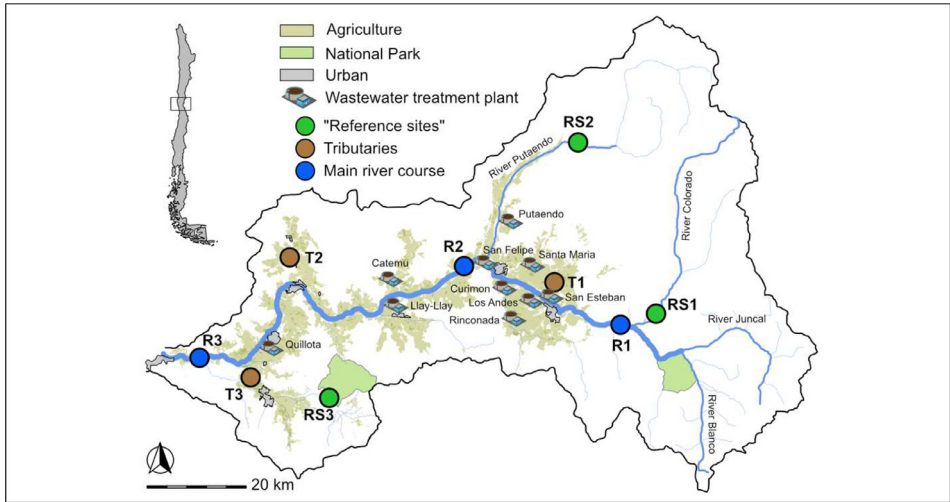 Agriculture
National Park
Urban
Wastewater treatment plant
"Reference sites"
Tributaries
Main river course
RS2
River Putaendo
River Colorado
Putaendo
R2
San Felipe
Santa Maria
T2
Catemu
T1
Curimon
San Esteban
Los Andes
Llay-Llay
Rinconada
RS1
River Juncal
R1
R3
Quillota
T3
RS3
River Blanco
20 km